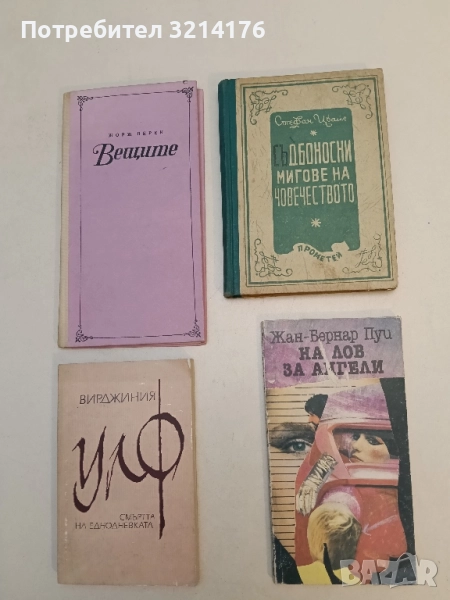 Потребител 3214176
ЖОРЖ ПЕРЕК
Вещите
Стефан Цвайг
СЪДБОНОСНИ
МИГОВЕ НА
ЧОВЕЧЕСТВОТО
ПРОМЕТЕЙ
ВИРДЖИНИЯ
УЛФ
СМЪРТТА
НА ЕДНОДНЕВКАТА
Жан-Бернар Пуи
НА ЛОВ
ЗА АНГЕЛИ
BAZAR